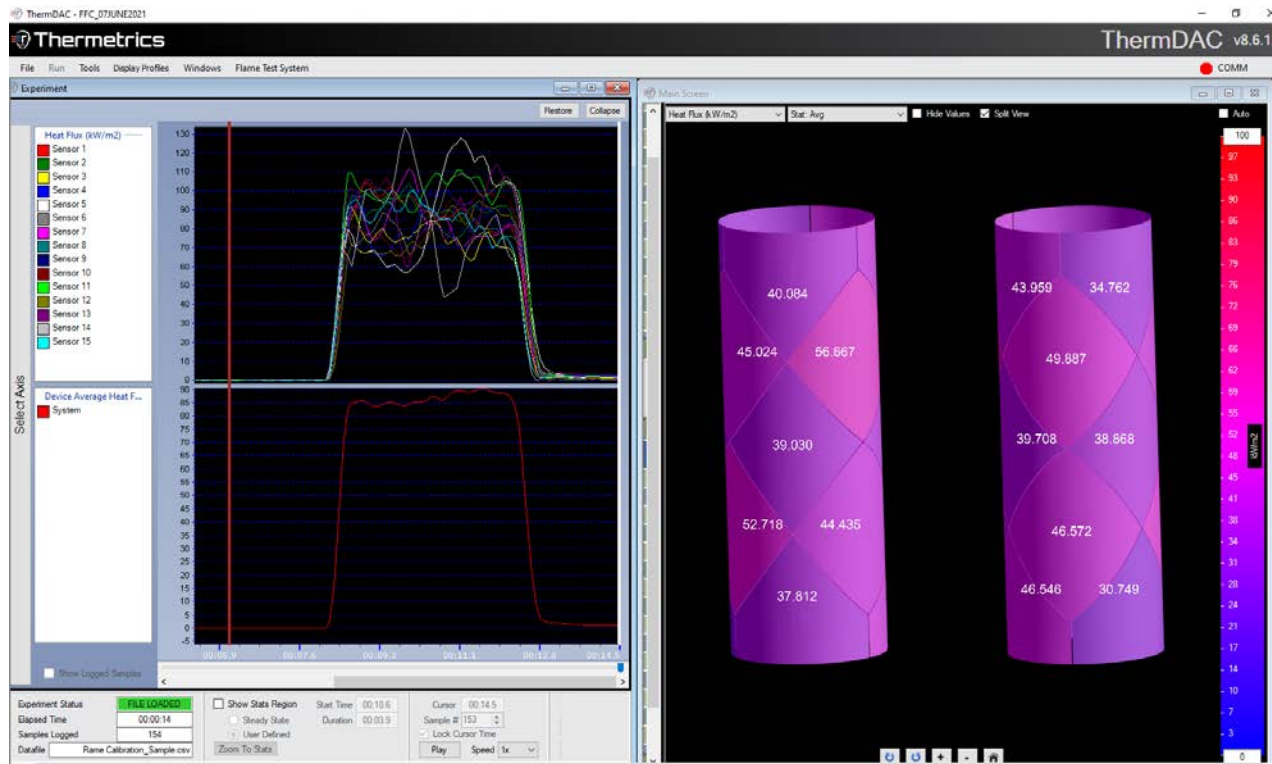 ThermDAC - FFC_07JUNE2021
Thermetrics
ThermDAC v8.6.1
File Run Tools Display Profiles Windows Flame Test System
COMM
Experiment
Restore Collapse
Select Axis
Heat Flux (kW/m2)
Sensor 1
Sensor 2
Sensor 3
Sensor 4
Sensor 5
Sensor 6
Sensor 7
Sensor 8
Sensor 9
Sensor 10
Sensor 11
Sensor 12
Sensor 13
Sensor 14
Sensor 15
130
120
110
100
90
80
70
60
50
40
30
20
10
0
Device Average Heat F...
System
90
85
80
75
70
65
60
55
50
45
40
35
30
25
20
15
10
5
0
-5
00:05.9 00:07.6 00:09.3 00:11.1 00:12.8 00:14.5
Show Logged Samples
Experiment Status FILE LOADED
Elapsed Time 00:00:14
Samples Logged 154
Datafile Flame Calibration_Sample.csv
Show Stats Region
Steady State
User Defined
Zoom To Stats
Start Time 00:10.6
Duration 00:03.9
Cursor 00:14.5
Sample # 153
Lock Cursor Time
Play Speed 1x
Main Screen
Heat Flux (kW/m2) Stat: Avg Hide Values Split View Auto
40.084
45.024 56.667
39.030
52.718 44.435
37.812
43.959 34.762
49.887
39.708 38.868
46.572
46.546 30.749
100
97
93
90
86
83
79
76
72
69
66
62
59
55
52
48
45
41
38
34
31
28
24
21
17
14
10
7
3
0
kW/m2